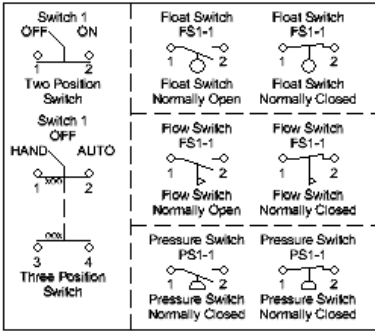 Switch 1
OFF ON
1 2
Two Position
Switch
Switch 1
OFF
HAND AUTO
XOO
1 2
OOX
3 4
Three Position
Switch
Float Switch
FS1-1
1 2
Float Switch
Normally Open
Float Switch
FS1-1
1 2
Float Switch
Normally Closed
Flow Switch
FS1-1
1 2
Flow Switch
Normally Open
Flow Switch
FS1-1
1 2
Flow Switch
Normally Closed
Pressure Switch
PS1-1
1 2
Pressure Switch
Normally Closed
Pressure Switch
PS1-1
1 2
Pressure Switch
Normally Closed